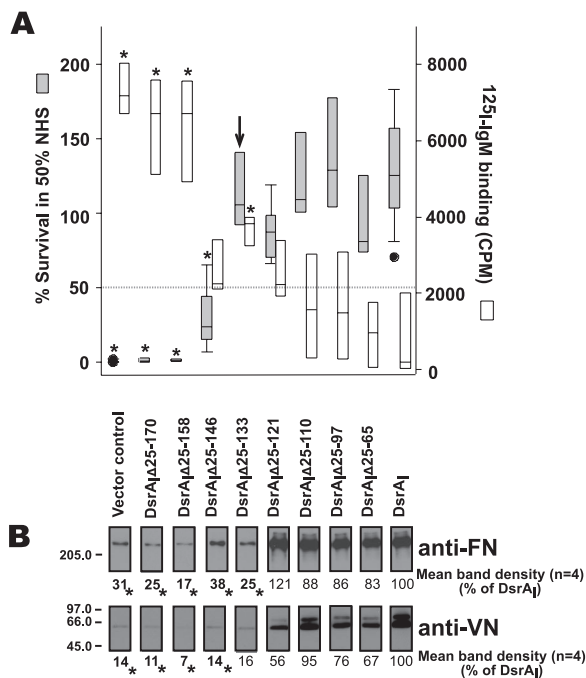 A
% Survival in 50% NHS
200
150
100
50
0
8000
6000
4000
2000
0
125I-IgM binding (CPM)
* * * * * * * *
Vector control
DsrAIΔ25-170
DsrAIΔ25-158
DsrAIΔ25-146
DsrAIΔ25-133
DsrAIΔ25-121
DsrAIΔ25-110
DsrAIΔ25-97
DsrAIΔ25-65
DsrAI
B
205.0
anti-FN
31* 25* 17* 38* 25* 121 88 86 83 100
Mean band density (n=4)
(% of DsrAI)
97.0
66.0
45.0
anti-VN
14* 11* 7* 14* 16 56 95 76 67 100
Mean band density (n=4)
(% of DsrAI)